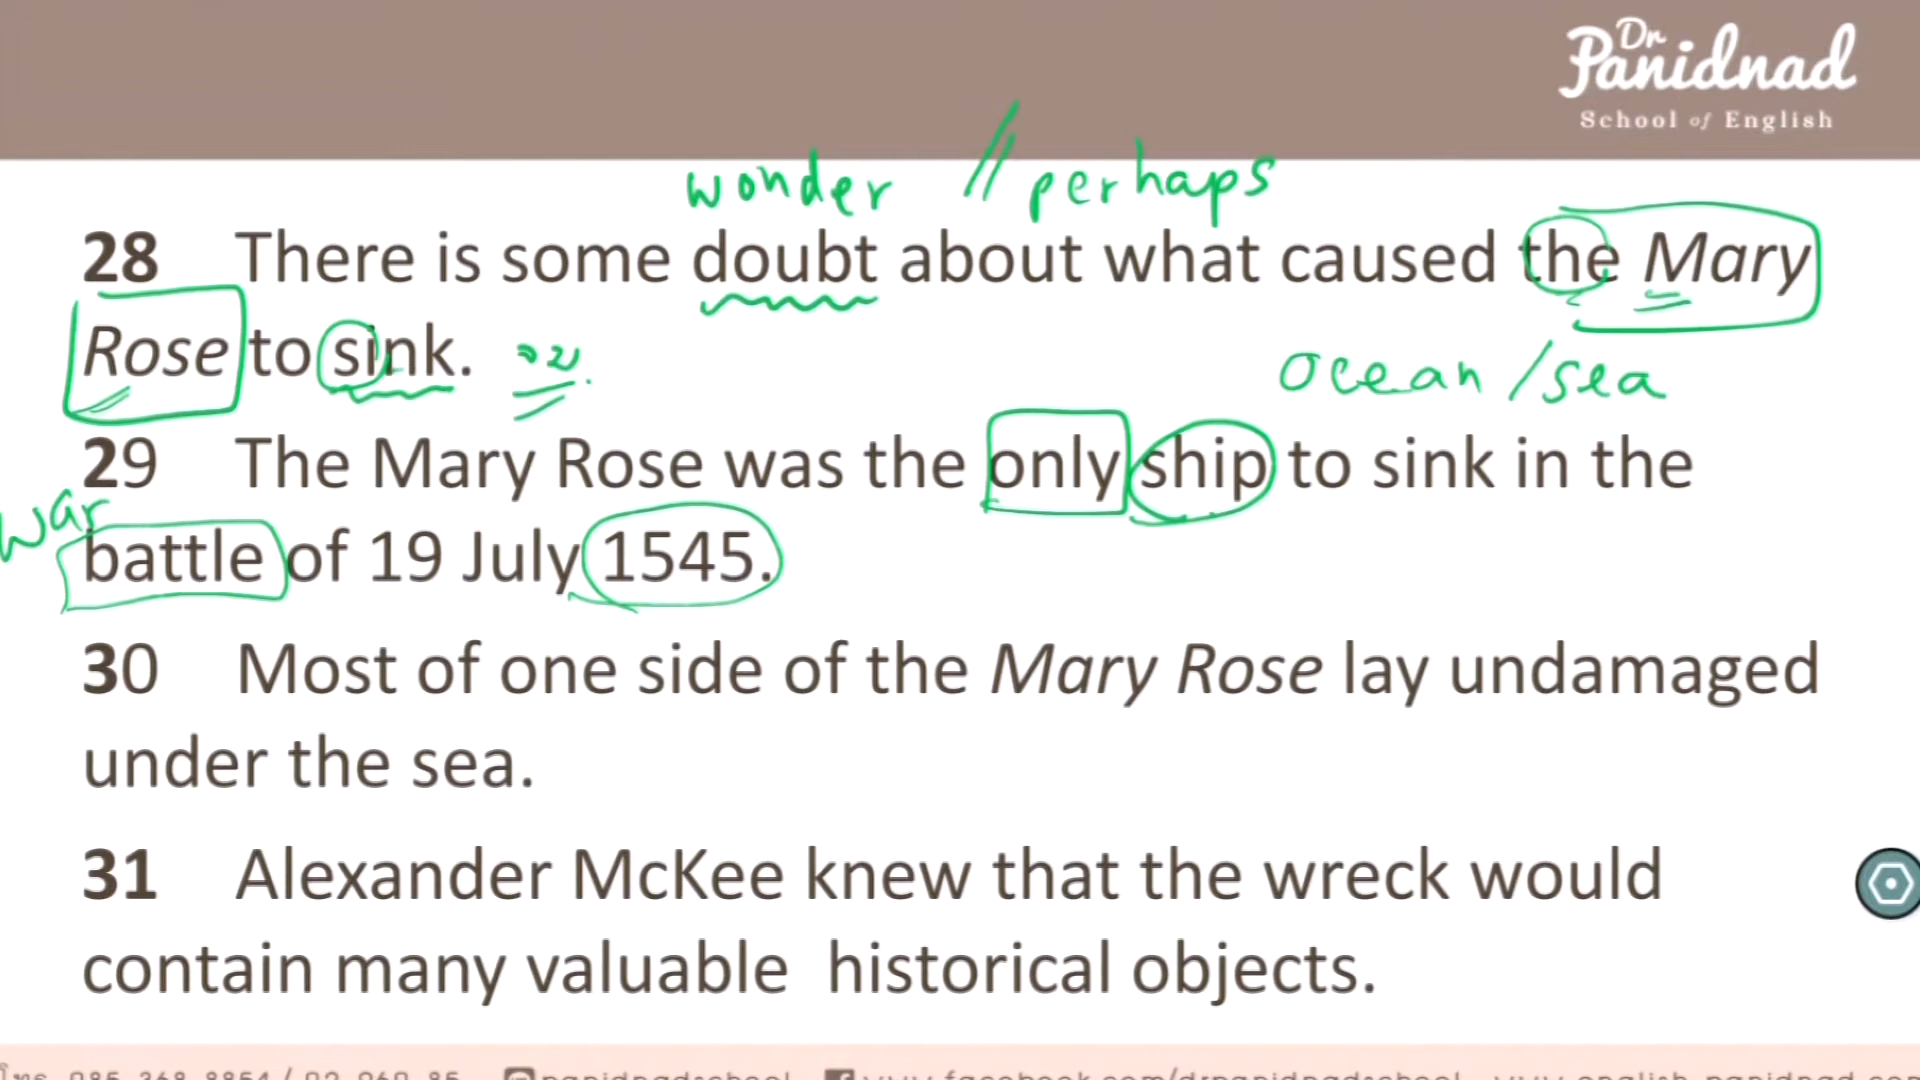 Dr
Panidnad
School of English
wonder // perhaps
28 There is some doubt about what caused the Mary
Rose to sink.
ocean / sea
29 The Mary Rose was the only ship to sink in the
war
battle of 19 July 1545.
30 Most of one side of the Mary Rose lay undamaged
under the sea.
31 Alexander McKee knew that the wreck would
contain many valuable historical objects.